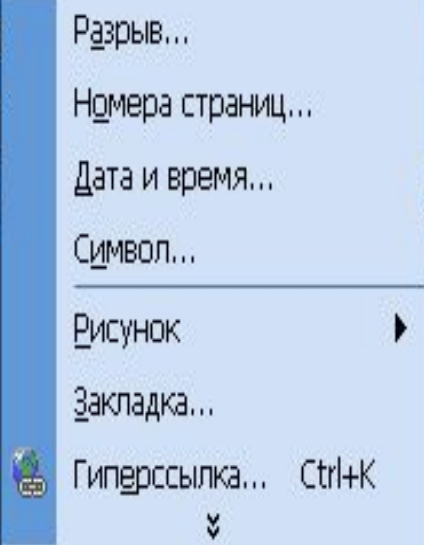 Разрыв...
Номера страниц...
Дата и время...
Символ...
Рисунок
Закладка...
Гиперссылка... Ctrl+K